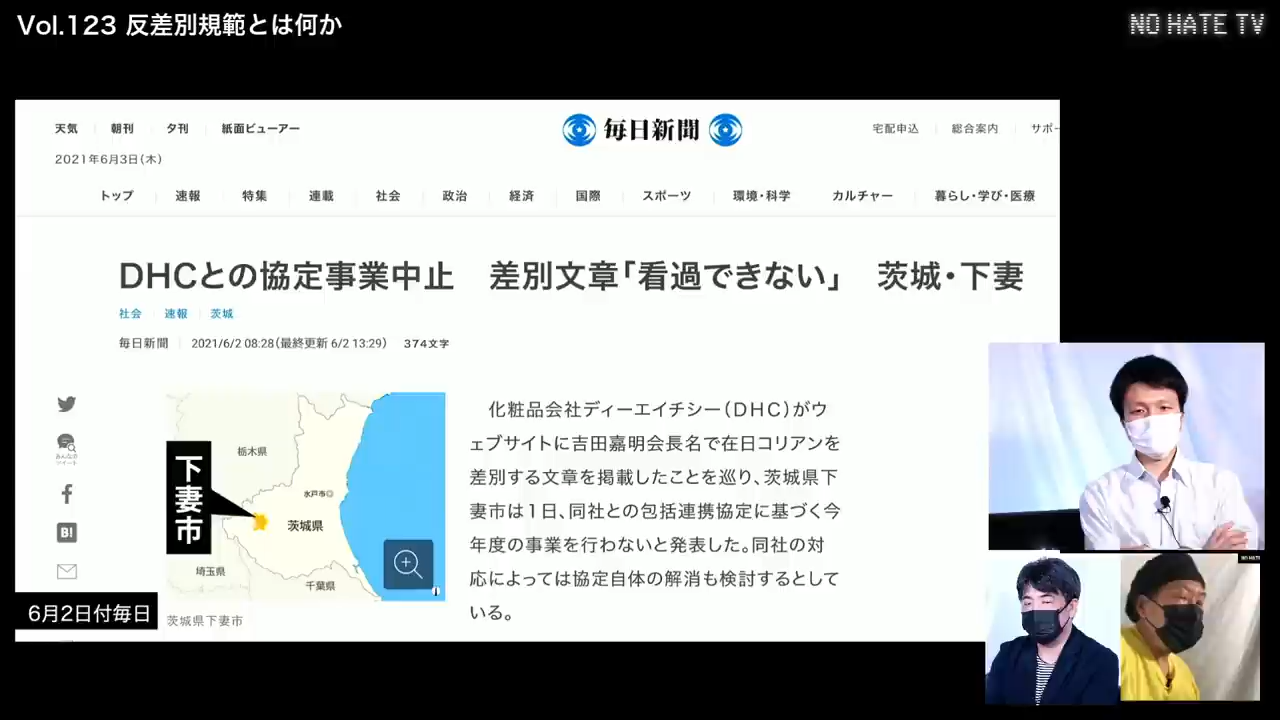 Vol.123 反差別規範とは何か
NO HATE TV
天気 朝刊 夕刊 紙面ビューアー
毎日新聞
宅配申込 総合案内 サポー
2021年6月3日(木)
トップ 速報 特集 連載 社会 政治 経済 国際 スポーツ 環境・科学 カルチャー 暮らし・学び・医療
DHCとの協定事業中止 差別文章「看過できない」 茨城・下妻
社会 速報 茨城
毎日新聞 2021/6/2 08:28(最終更新 6/2 13:29) 374文字
みんなの
ツイート
B!
栃木県
下妻市
水戸市
茨城県
埼玉県
千葉県
茨城県下妻市
化粧品会社ディーエイチシー(DHC)がウ
ェブサイトに吉田嘉明会長名で在日コリアンを
差別する文章を掲載したことを巡り、茨城県下
妻市は1日、同社との包括連携協定に基づく今
年度の事業を行わないと発表した。同社の対
応によっては協定自体の解消も検討するとして
いる。
6月2日付毎日
NO HATE